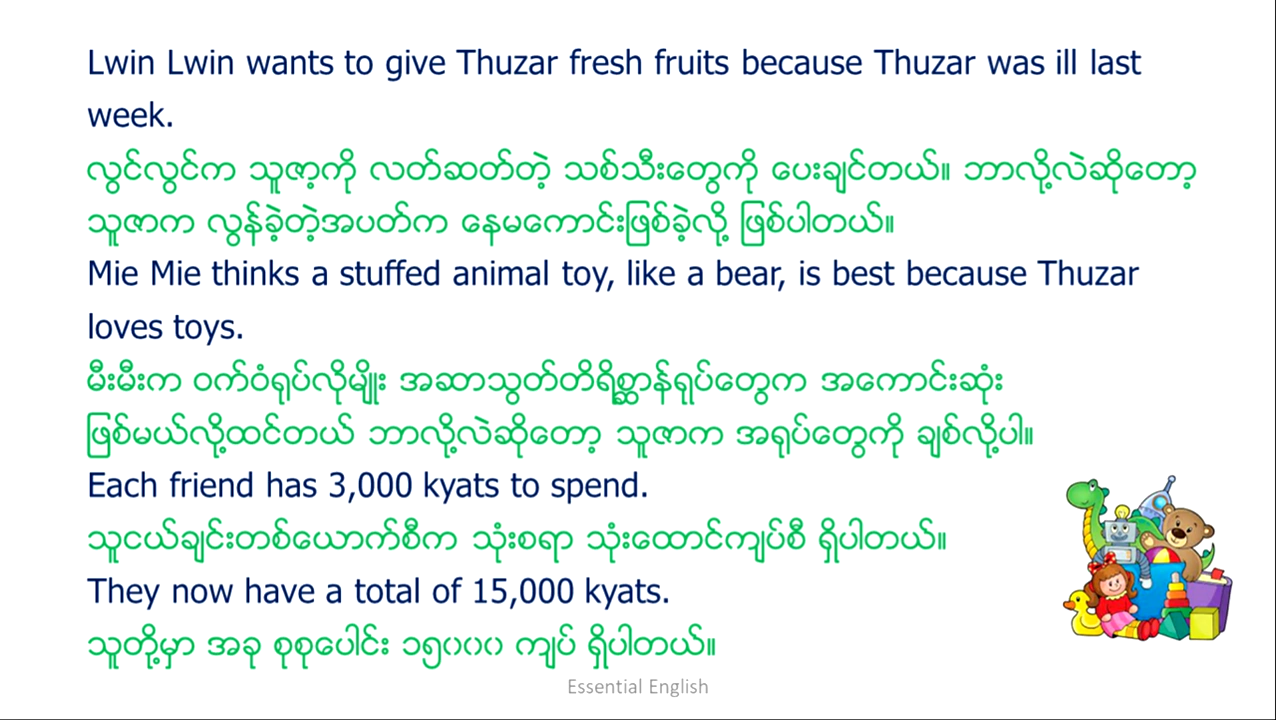 Lwin Lwin wants to give Thuzar fresh fruits because Thuzar was ill last
week.
လွင်လွင်က သူဇာ့ကို လတ်ဆတ်တဲ့ သစ်သီးတွေကို ပေးချင်တယ်။ ဘာလို့လဲဆိုတော့
သူဇာက လွန်ခဲ့တဲ့အပတ်က နေမကောင်းဖြစ်ခဲ့လို့ ဖြစ်ပါတယ်။
Mie Mie thinks a stuffed animal toy, like a bear, is best because Thuzar
loves toys.
မီးမီးက ဝက်ဝံရုပ်လိုမျိုး အဆာသွတ်တိရိစ္ဆာန်ရုပ်တွေက အကောင်းဆုံး
ဖြစ်မယ်လို့ထင်တယ် ဘာလို့လဲဆိုတော့ သူဇာက အရုပ်တွေကို ချစ်လို့ပါ။
Each friend has 3,000 kyats to spend.
သူငယ်ချင်းတစ်ယောက်စီက သုံးစရာ သုံးထောင်ကျပ်စီ ရှိပါတယ်။
They now have a total of 15,000 kyats.
သူတို့မှာ အခု စုစုပေါင်း ၁၅၀၀၀ ကျပ် ရှိပါတယ်။
Essential English